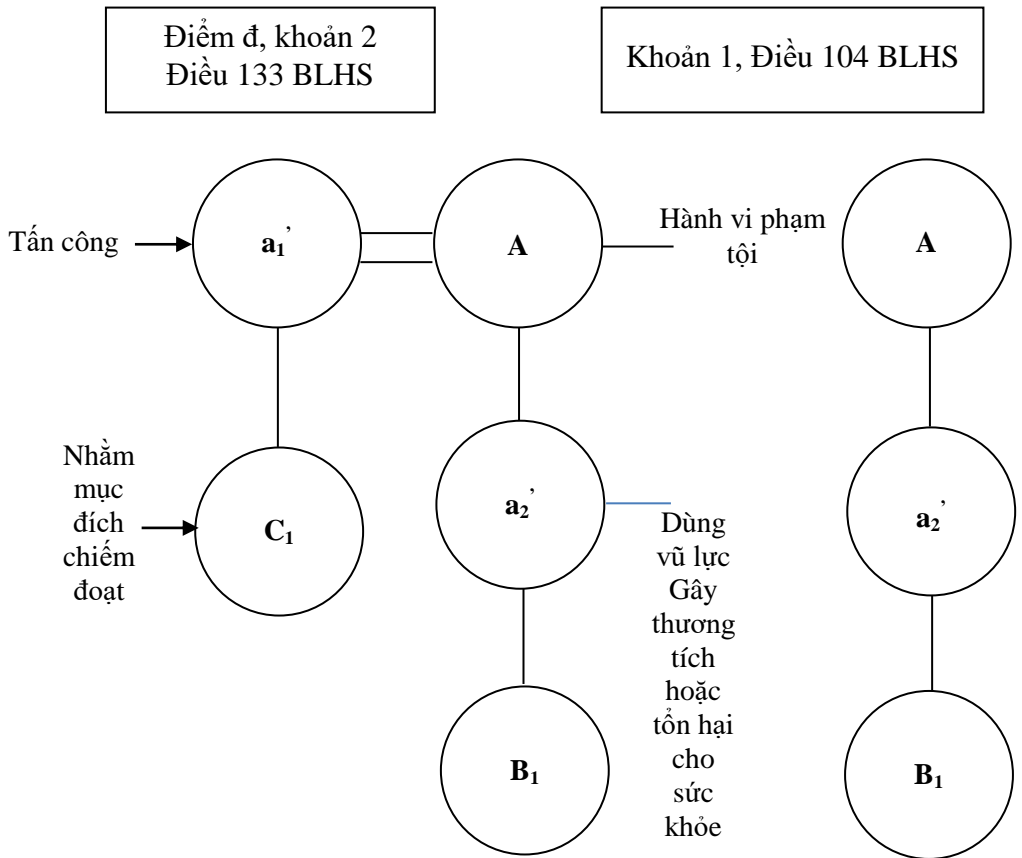 Điểm đ, khoản 2
Điều 133 BLHS
Khoản 1, Điều 104 BLHS
Tấn công
a₁’
A
Hành vi phạm
tội
A
Nhằm
mục
đích
chiếm
đoạt
C₁
a₂’
Dùng
vũ lực
Gây
thương
tích
hoặc
tổn hại
cho
sức
khỏe
a₂’
B₁
B₁